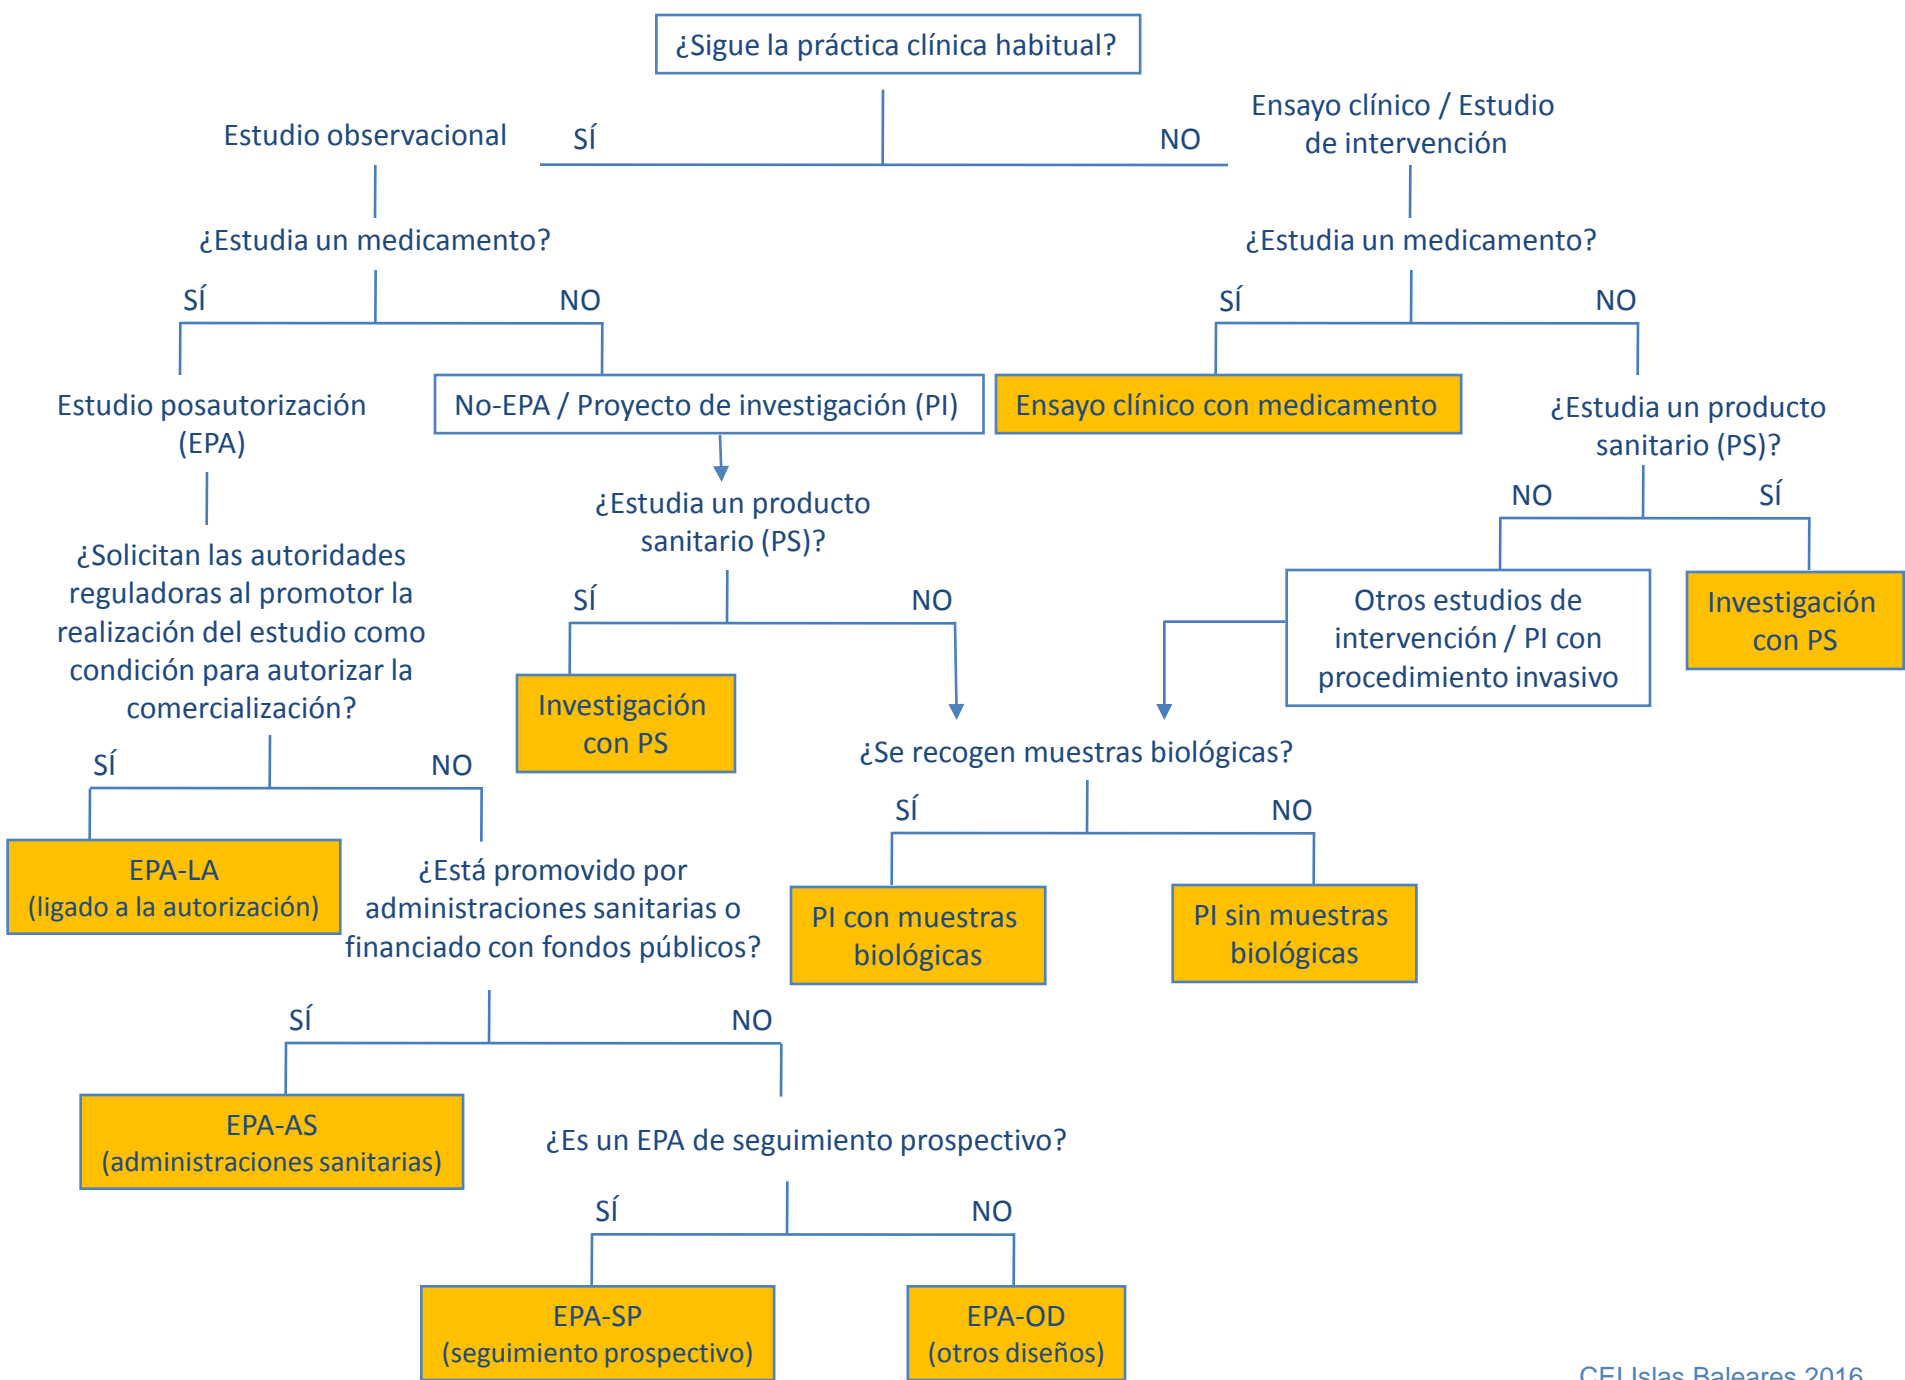 ¿Sigue la práctica clínica habitual?
Estudio observacional
SÍ
NO
Ensayo clínico / Estudio
de intervención
¿Estudia un medicamento?
¿Estudia un medicamento?
SÍ
NO
SÍ
NO
Estudio posautorización
(EPA)
No-EPA / Proyecto de investigación (PI)
Ensayo clínico con medicamento
¿Estudia un producto
sanitario (PS)?
¿Estudia un producto
sanitario (PS)?
NO
SÍ
¿Solicitan las autoridades
reguladoras al promotor la
realización del estudio como
condición para autorizar la
comercialización?
SÍ
NO
Otros estudios de
intervención / PI con
procedimiento invasivo
Investigación
con PS
Investigación
con PS
¿Se recogen muestras biológicas?
SÍ
NO
SÍ
NO
EPA-LA
(ligado a la autorización)
¿Está promovido por
administraciones sanitarias o
financiado con fondos públicos?
PI con muestras
biológicas
PI sin muestras
biológicas
SÍ
NO
EPA-AS
(administraciones sanitarias)
¿Es un EPA de seguimiento prospectivo?
SÍ
NO
EPA-SP
(seguimiento prospectivo)
EPA-OD
(otros diseños)
CEI Islas Baleares 2016